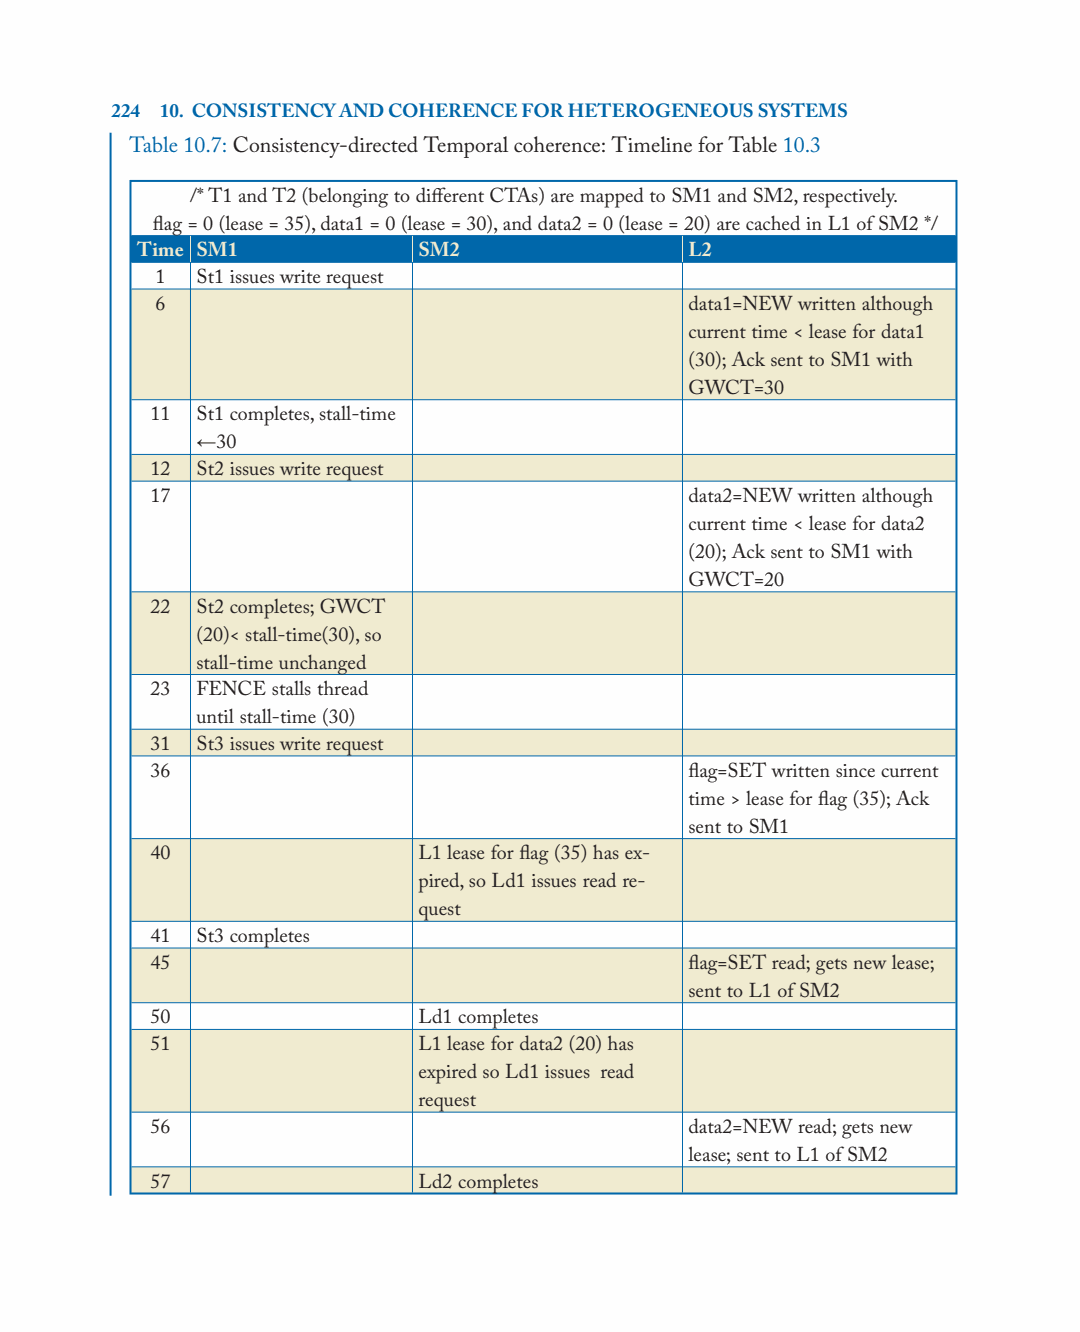 224 10. CONSISTENCY AND COHERENCE FOR HETEROGENEOUS SYSTEMS
Table 10.7: Consistency-directed Temporal coherence: Timeline for Table 10.3
/* T1 and T2 (belonging to different CTAs) are mapped to SM1 and SM2, respectively.
flag = 0 (lease = 35), data1 = 0 (lease = 30), and data2 = 0 (lease = 20) are cached in L1 of SM2 */
Time SM1 SM2 L2
1 St1 issues write request
6 data1=NEW written although
current time < lease for data1
(30); Ack sent to SM1 with
GWCT=30
11 St1 completes, stall-time
←30
12 St2 issues write request
17 data2=NEW written although
current time < lease for data2
(20); Ack sent to SM1 with
GWCT=20
22 St2 completes; GWCT
(20)< stall-time(30), so
stall-time unchanged
23 FENCE stalls thread
until stall-time (30)
31 St3 issues write request
36 flag=SET written since current
time > lease for flag (35); Ack
sent to SM1
40 L1 lease for flag (35) has ex-
pired, so Ld1 issues read re-
quest
41 St3 completes
45 flag=SET read; gets new lease;
sent to L1 of SM2
50 Ld1 completes
51 L1 lease for data2 (20) has
expired so Ld1 issues read
request
56 data2=NEW read; gets new
lease; sent to L1 of SM2
57 Ld2 completes